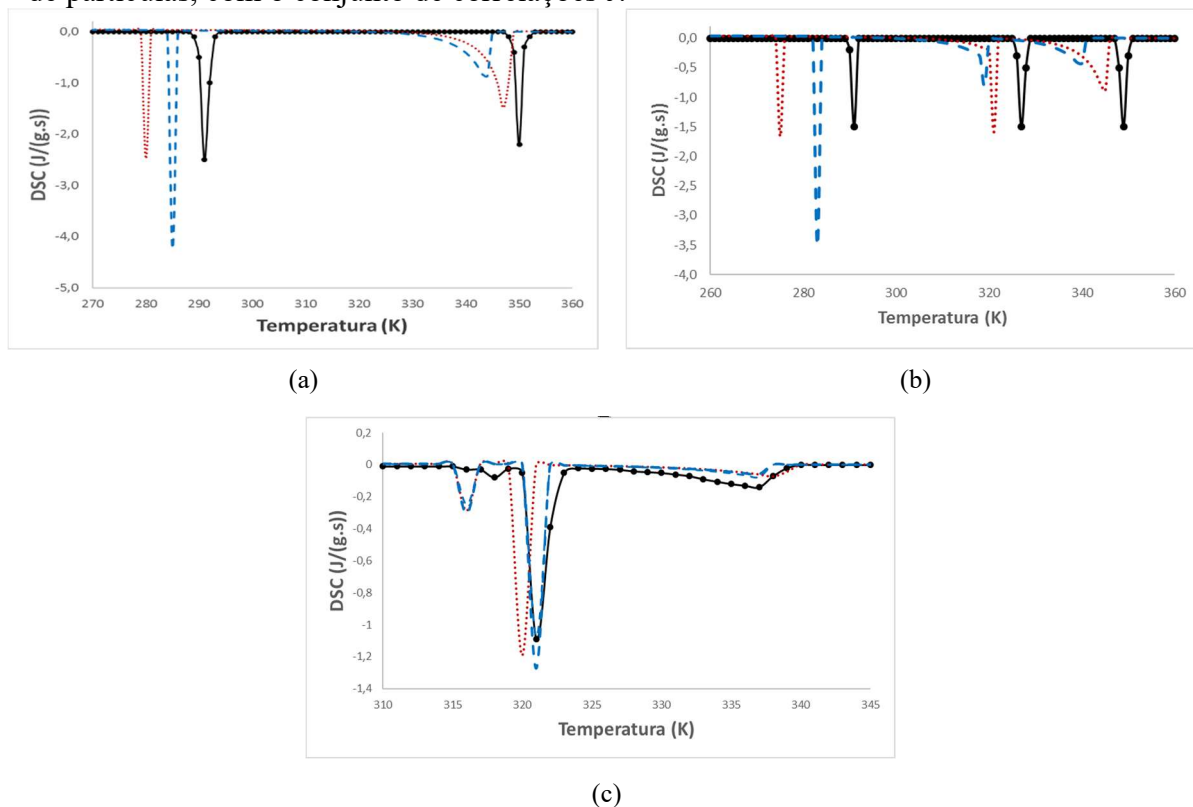 de particular, com o conjunto de correlações 6.
0,0
-1,0
-2,0
-3,0
-4,0
-5,0
DSC (J/(g.s))
270 280 290 300 310 320 330 340 350 360
Temperatura (K)
(a)
0,0
-0,5
-1,0
-1,5
-2,0
-2,5
-3,0
-3,5
-4,0
DSC (J/(g.s))
260 280 300 320 340 360
Temperatura (K)
(b)
0,2
0
-0,2
-0,4
-0,6
-0,8
-1
-1,2
-1,4
DSC (J/(g.s))
310 315 320 325 330 335 340 345
Temperatura (K)
(c)